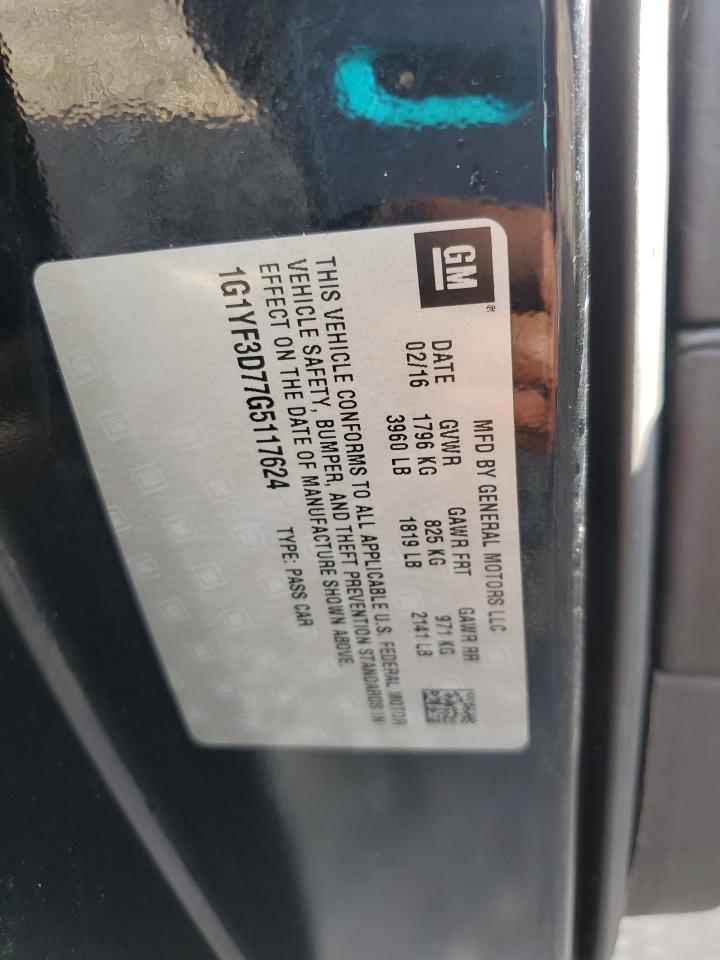 GM®
MFD BY GENERAL MOTORS LLC
DATE GVWR GAWR FRT GAWR RR
02/16 1796 KG 825 KG 971 KG
3960 LB 1819 LB 2141 LB
THIS VEHICLE CONFORMS TO ALL APPLICABLE U.S. FEDERAL MOTOR
VEHICLE SAFETY, BUMPER, AND THEFT PREVENTION STANDARDS IN
EFFECT ON THE DATE OF MANUFACTURE SHOWN ABOVE.
1G1YF3D77G5117624 TYPE: PASS CAR